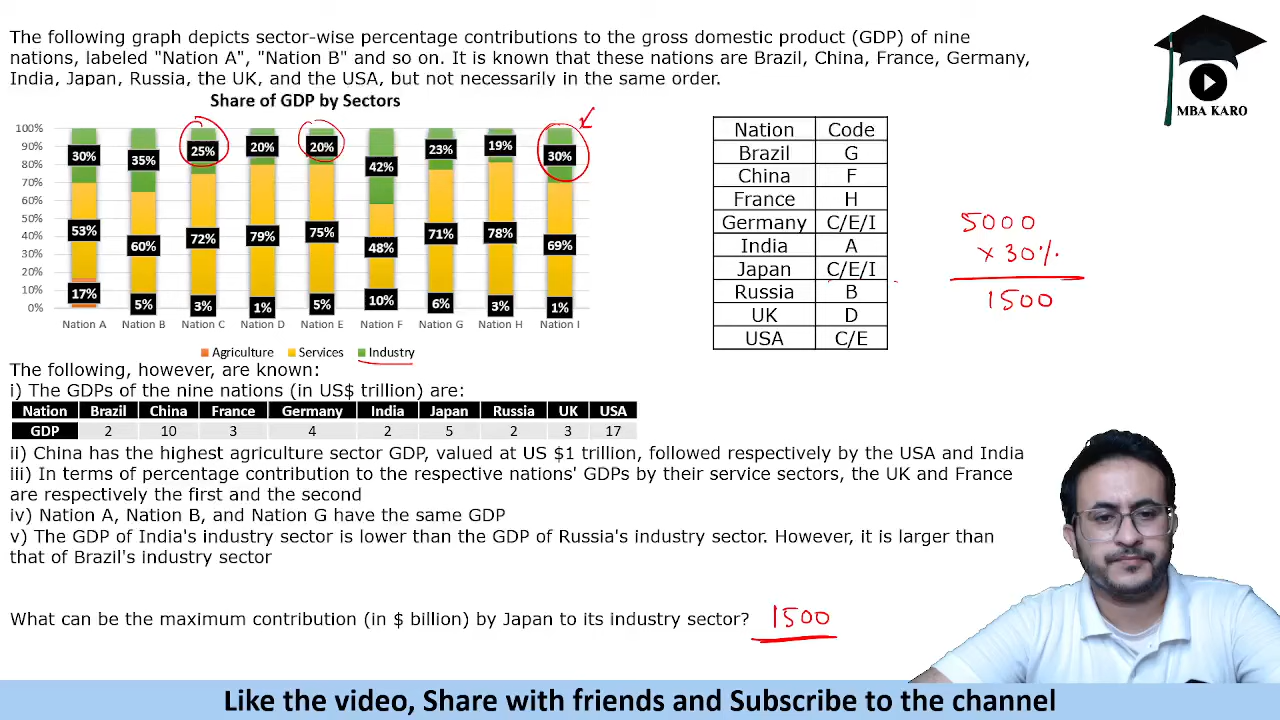 The following graph depicts sector-wise percentage contributions to the gross domestic product (GDP) of nine
nations, labeled "Nation A", "Nation B" and so on. It is known that these nations are Brazil, China, France, Germany,
India, Japan, Russia, the UK, and the USA, but not necessarily in the same order.
MBA KARO
Share of GDP by Sectors
100%
90%
80%
70%
60%
50%
40%
30%
20%
10%
0%
30% 35% 25% 20% 20% 42% 23% 19% 30%
53% 60% 72% 79% 75% 48% 71% 78% 69%
17% 5% 3% 1% 5% 10% 6% 3% 1%
Nation A Nation B Nation C Nation D Nation E Nation F Nation G Nation H Nation I
Agriculture Services Industry
Nation Code
Brazil G
China F
France H
Germany C/E/I
India A
Japan C/E/I
Russia B
UK D
USA C/E
5000
× 30%
1500
The following, however, are known:
i) The GDPs of the nine nations (in US$ trillion) are:
Nation Brazil China France Germany India Japan Russia UK USA
GDP 2 10 3 4 2 5 2 3 17
ii) China has the highest agriculture sector GDP, valued at US $1 trillion, followed respectively by the USA and India
iii) In terms of percentage contribution to the respective nations' GDPs by their service sectors, the UK and France
are respectively the first and the second
iv) Nation A, Nation B, and Nation G have the same GDP
v) The GDP of India's industry sector is lower than the GDP of Russia's industry sector. However, it is larger than
that of Brazil's industry sector
What can be the maximum contribution (in $ billion) by Japan to its industry sector? 1500
Like the video, Share with friends and Subscribe to the channel